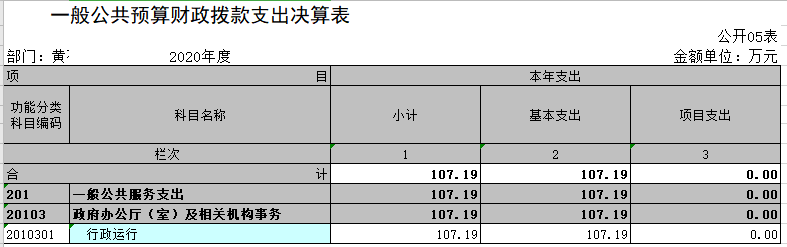 一般公共预算财政拨款支出决算表
公开05表
部门：黄 2020年度 金额单位：万元
项 目 本年支出
功能分类科目编码 科目名称 小计 基本支出 项目支出
栏次 1 2 3
合 计 107.19 107.19 0.00
201 一般公共服务支出 107.19 107.19 0.00
20103 政府办公厅（室）及相关机构事务 107.19 107.19 0.00
2010301 行政运行 107.19 107.19 0.00